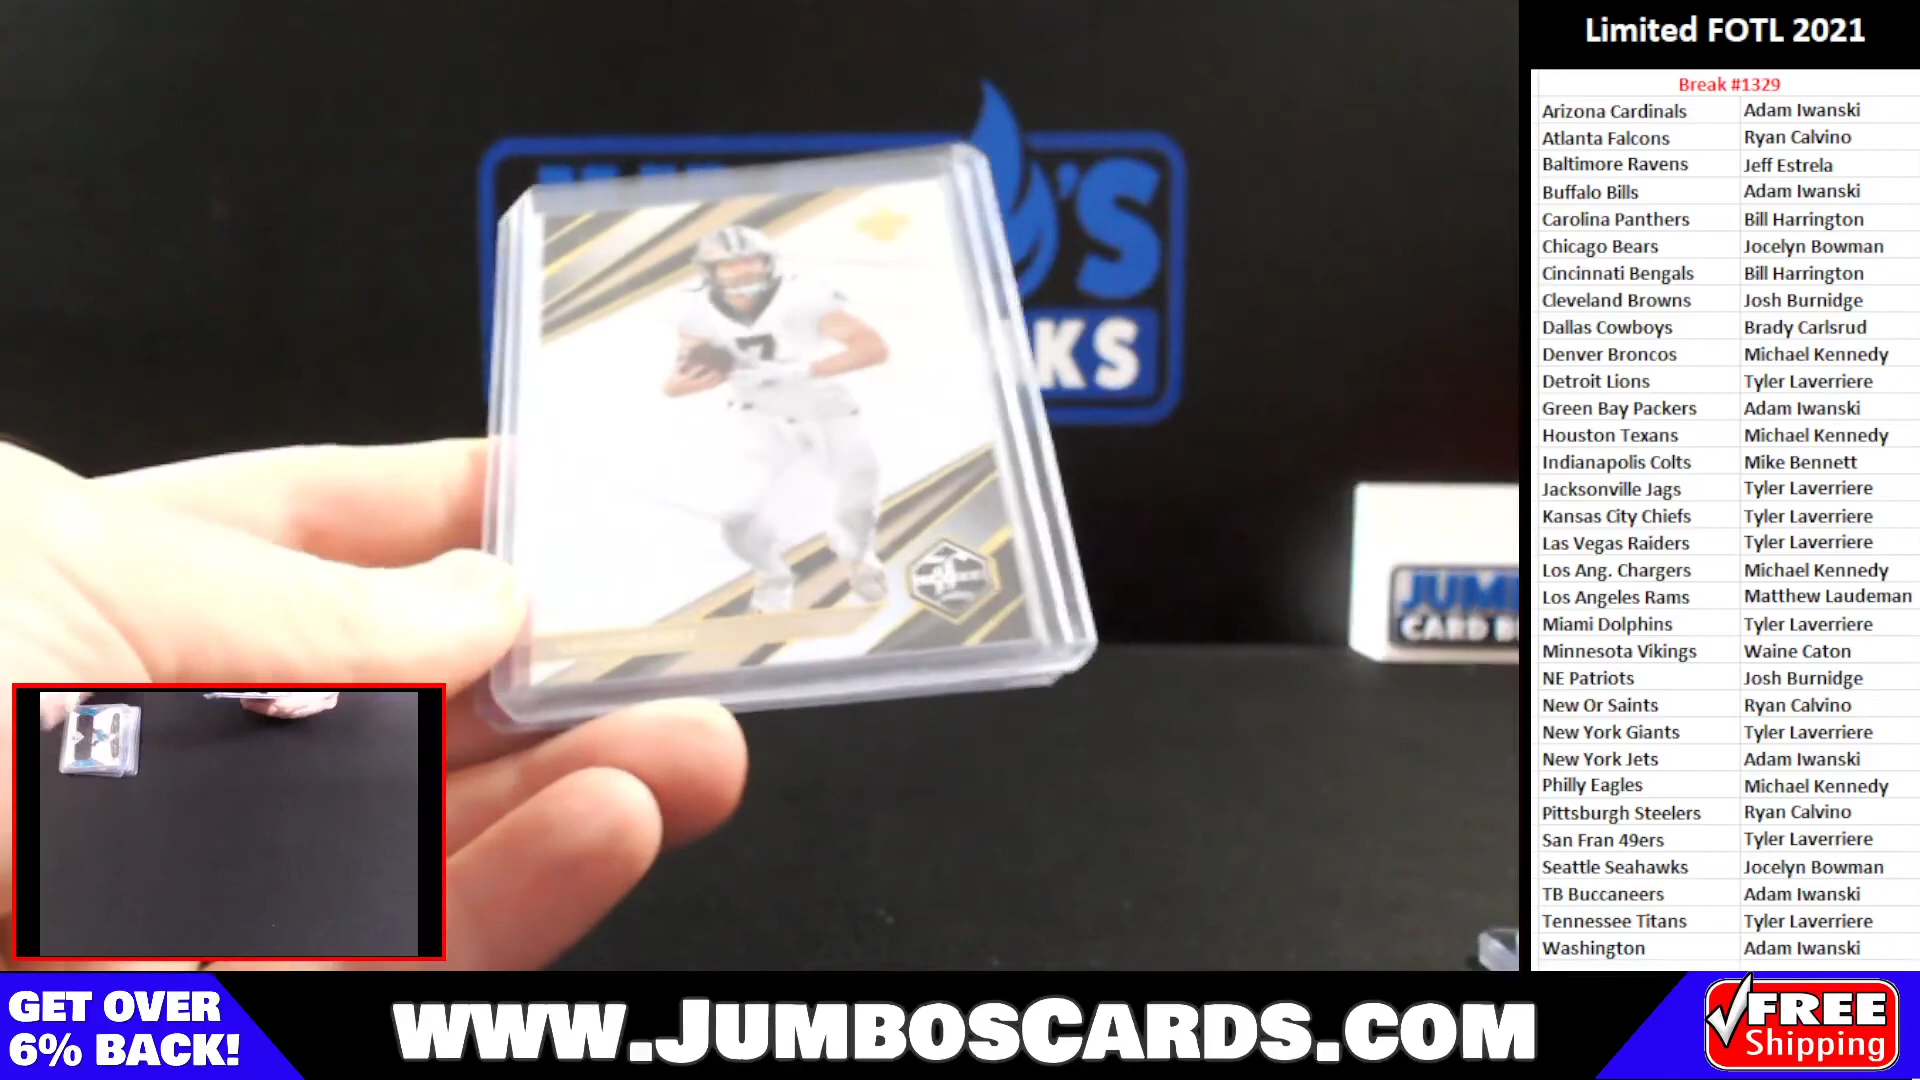 Limited FOTL 2021
Break #1329
Arizona Cardinals Adam Iwanski
Atlanta Falcons Ryan Calvino
Baltimore Ravens Jeff Estrela
Buffalo Bills Adam Iwanski
Carolina Panthers Bill Harrington
Chicago Bears Jocelyn Bowman
Cincinnati Bengals Bill Harrington
Cleveland Browns Josh Burnidge
Dallas Cowboys Brady Carlsrud
Denver Broncos Michael Kennedy
Detroit Lions Tyler Laverriere
Green Bay Packers Adam Iwanski
Houston Texans Michael Kennedy
Indianapolis Colts Mike Bennett
Jacksonville Jags Tyler Laverriere
Kansas City Chiefs Tyler Laverriere
Las Vegas Raiders Tyler Laverriere
Los Ang. Chargers Michael Kennedy
Los Angeles Rams Matthew Laudeman
Miami Dolphins Tyler Laverriere
Minnesota Vikings Waine Caton
NE Patriots Josh Burnidge
New Or Saints Ryan Calvino
New York Giants Tyler Laverriere
New York Jets Adam Iwanski
Philly Eagles Michael Kennedy
Pittsburgh Steelers Ryan Calvino
San Fran 49ers Tyler Laverriere
Seattle Seahawks Jocelyn Bowman
TB Buccaneers Adam Iwanski
Tennessee Titans Tyler Laverriere
Washington Adam Iwanski
'S
KS
7
JUM
CARD B
GET OVER
6% BACK!
WWW.JUMBOSCARDS.COM
FREE
Shipping